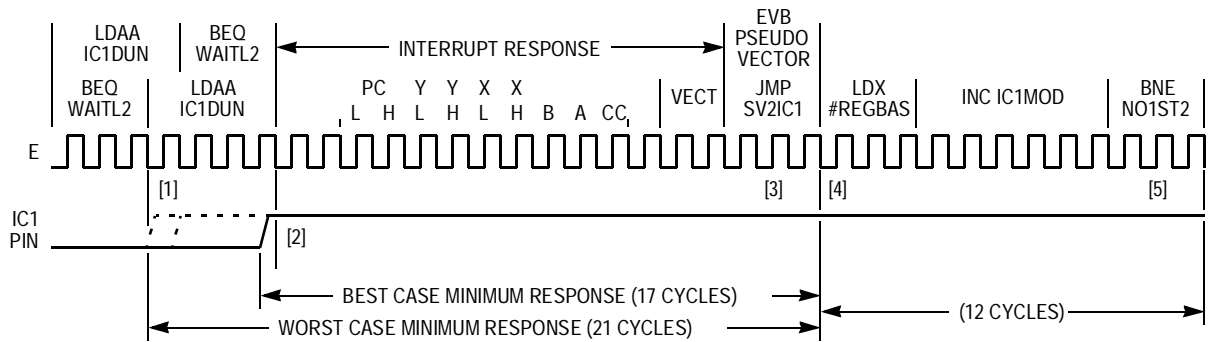 LDAA
IC1DUN
BEQ
WAITL2
INTERRUPT RESPONSE
EVB
PSEUDO
VECTOR
BEQ
WAITL2
LDAA
IC1DUN
PC Y Y X X
L H L H L H B A CC
VECT
JMP
SV2IC1
LDX
#REGBAS
INC IC1MOD
BNE
NO1ST2
E
[1]
[3]
[4]
[5]
IC1
PIN
[2]
BEST CASE MINIMUM RESPONSE (17 CYCLES)
(12 CYCLES)
WORST CASE MINIMUM RESPONSE (21 CYCLES)